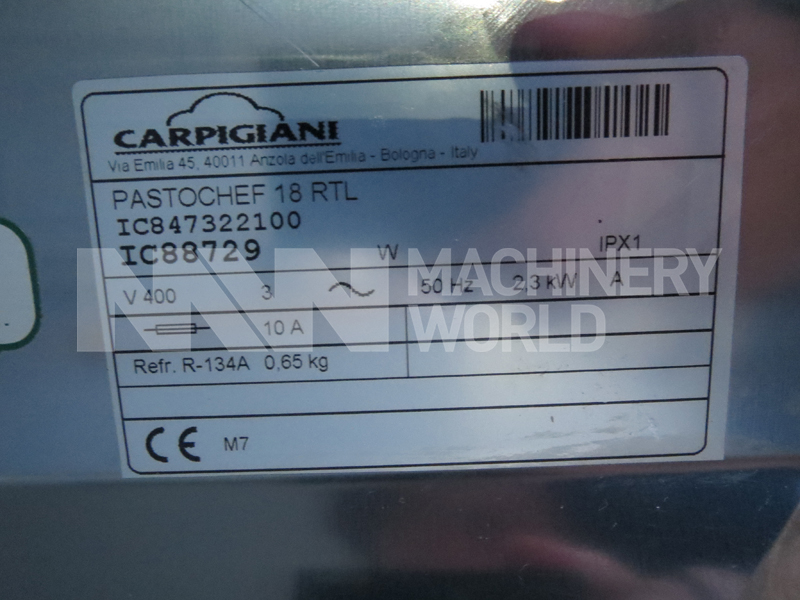 CARPIGIANI
Via Emilia 45, 40011 Anzola dell'Emilia - Bologna - Italy
PASTOCHEF 18 RTL
IC847322100
IC88729 W IPX1
V 400 3 50 Hz 2,3 kW A
10 A
Refr. R-134A 0,65 kg
CE M7
MACHINERY
WORLD